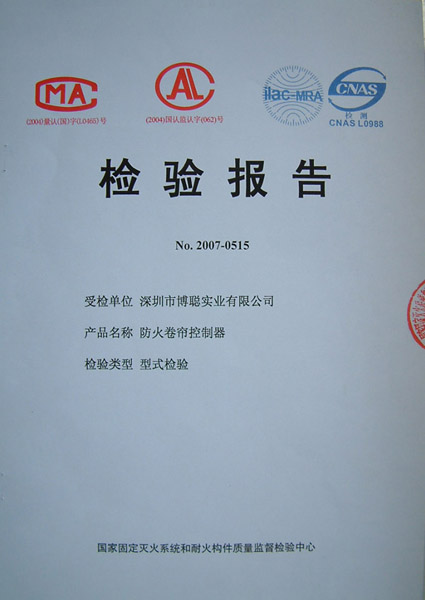 MA
AL
ilac-MRA
CNAS
(2004)量认(国)字(L0465)号
(2004)国认监认字(062)号
检 测
CNAS L0988
检验报告
No. 2007-0515
受检单位 深圳市博聪实业有限公司
产品名称 防火卷帘控制器
检验类型 型式检验
国家固定灭火系统和耐火构件质量监督检验中心